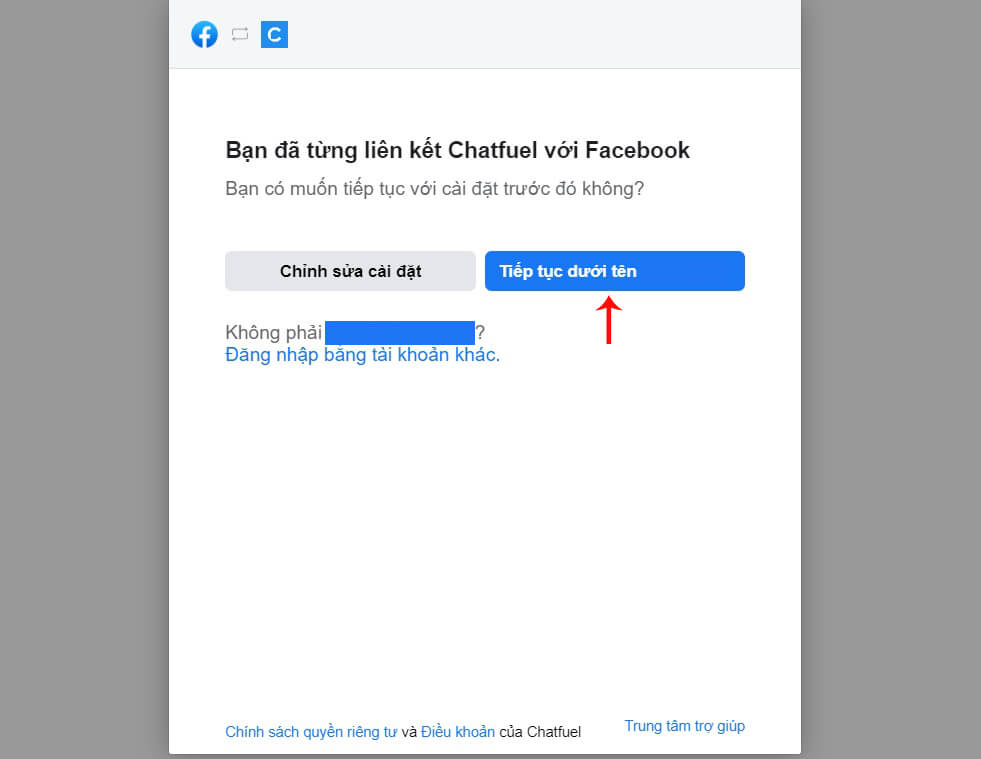 C
Bạn đã từng liên kết Chatfuel với Facebook
Bạn có muốn tiếp tục với cài đặt trước đó không?
Chỉnh sửa cài đặt
Tiếp tục dưới tên
Không phải ?
Đăng nhập bằng tài khoản khác.
Chính sách quyền riêng tư và Điều khoản của Chatfuel
Trung tâm trợ giúp